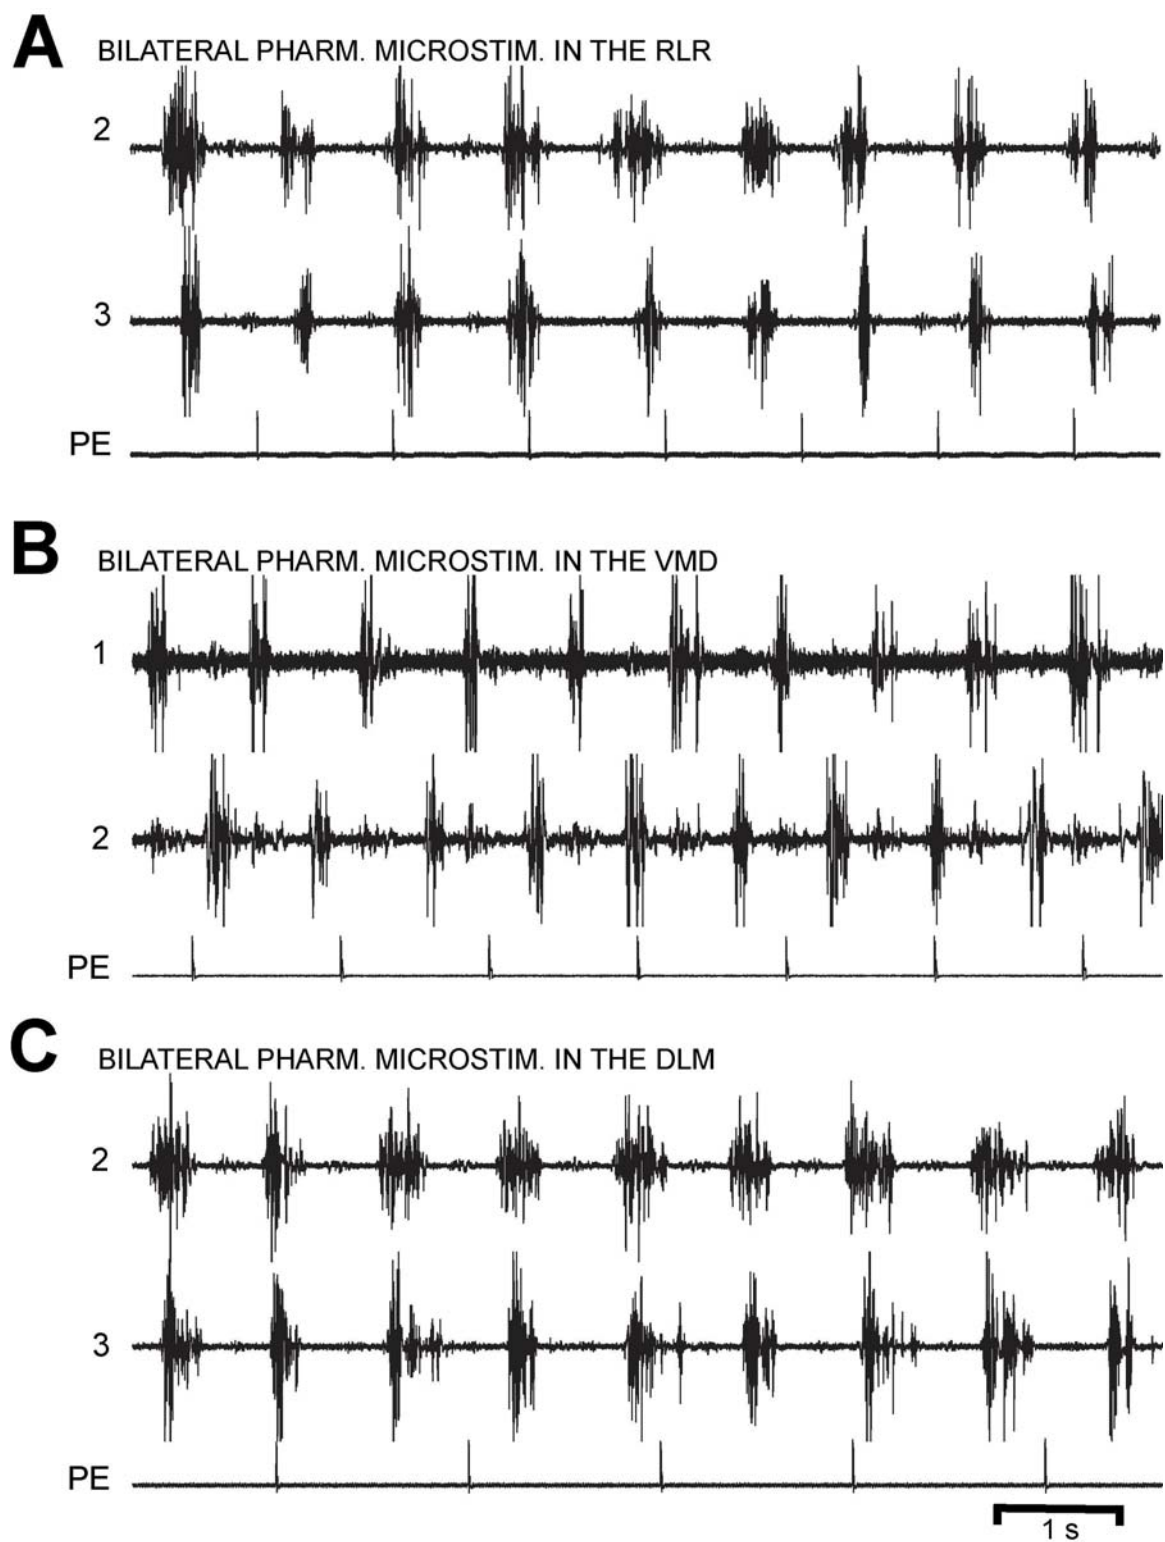 A BILATERAL PHARM. MICROSTIM. IN THE RLR
2
3
PE
B BILATERAL PHARM. MICROSTIM. IN THE VMD
1
2
PE
C BILATERAL PHARM. MICROSTIM. IN THE DLM
2
3
PE
1 s